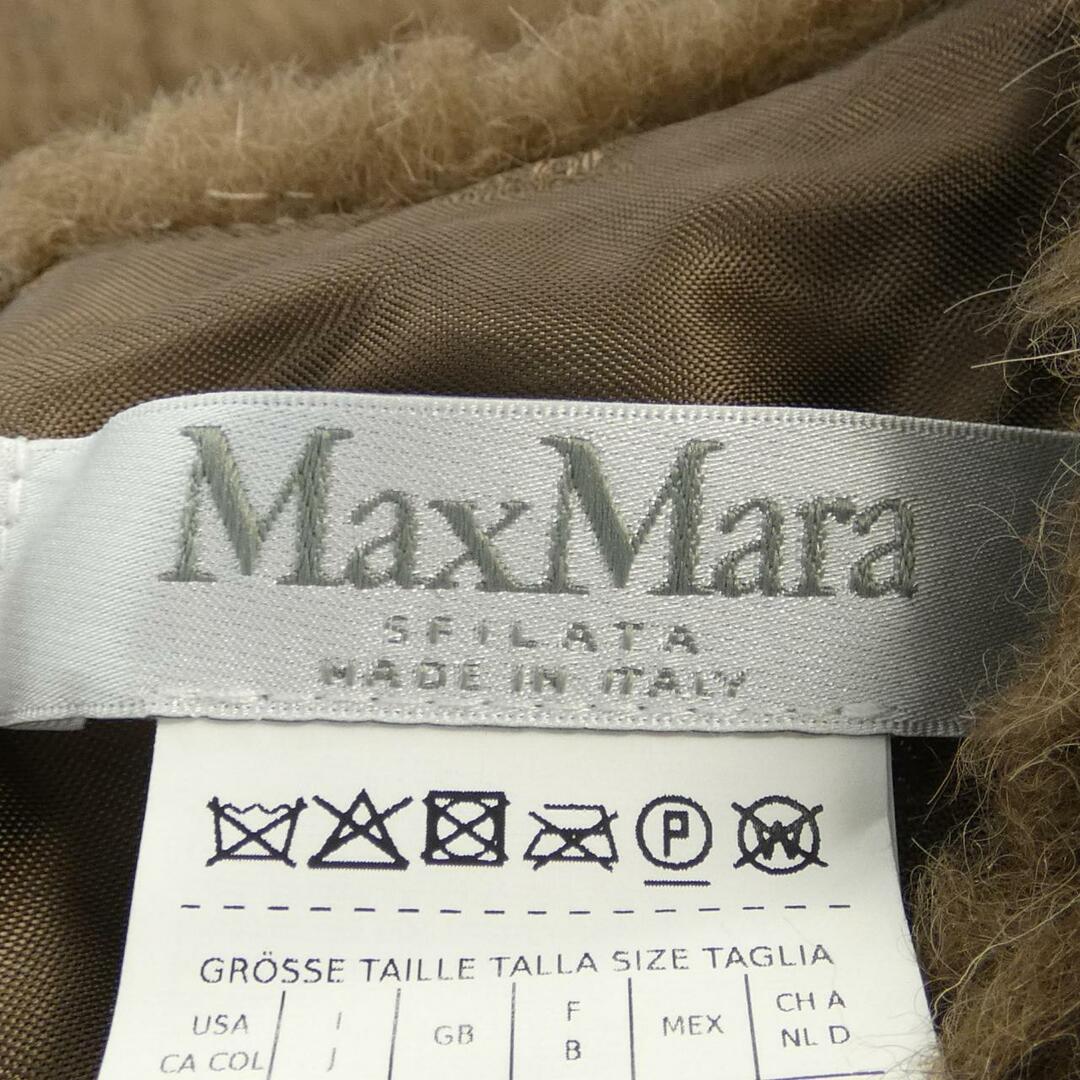 MaxMara
SFILATA
MADE IN ITALY
P
W
GRÖSSE TAILLE TALLA SIZE TAGLIA
USA I GB F MEX CH A
CA COL J B NL D